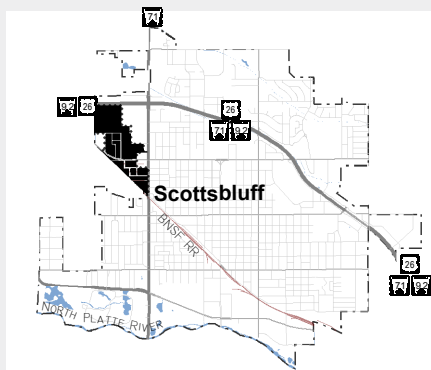 71
92 26
26
71 92
Scottsbluff
BNSF RR
26
71 92
NORTH PLATTE RIVER